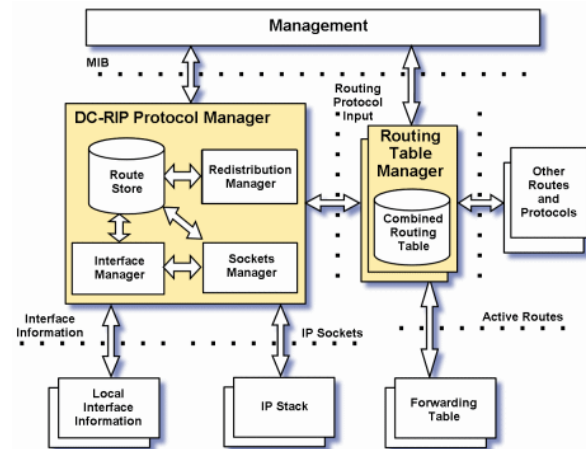 Management
MIB
Routing
Protocol
Input
DC-RIP Protocol Manager
Route
Store
Redistribution
Manager
Interface
Manager
Sockets
Manager
Routing
Table
Manager
Combined
Routing
Table
Other
Routes
and
Protocols
Interface
Information
IP Sockets
Active Routes
Local
Interface
Information
IP Stack
Forwarding
Table